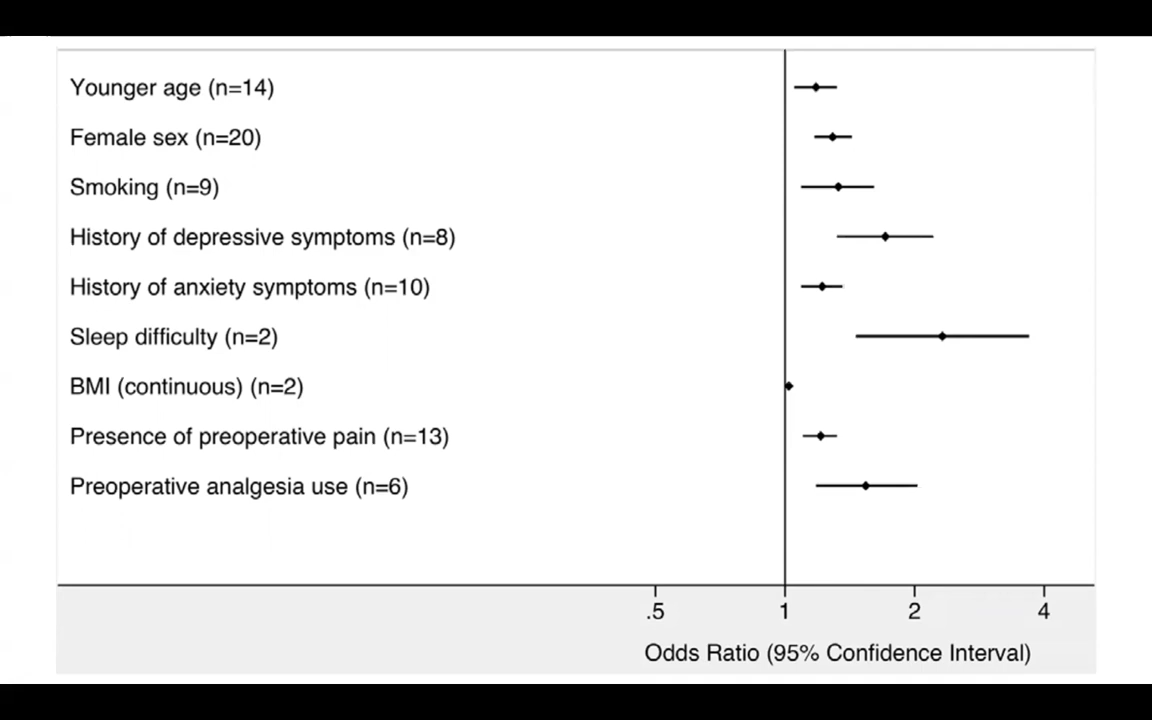 Younger age (n=14)
Female sex (n=20)
Smoking (n=9)
History of depressive symptoms (n=8)
History of anxiety symptoms (n=10)
Sleep difficulty (n=2)
BMI (continuous) (n=2)
Presence of preoperative pain (n=13)
Preoperative analgesia use (n=6)
.5 1 2 4
Odds Ratio (95% Confidence Interval)